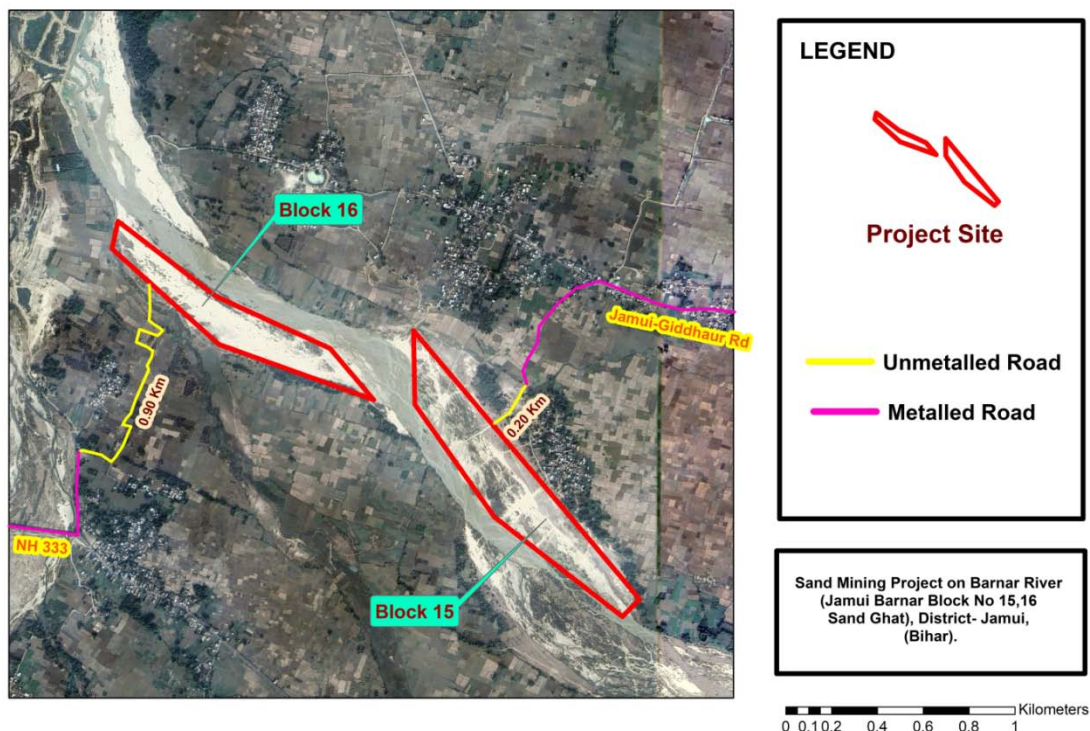 Block 16
Jamui-Giddhaur Rd
0.90 Km
0.20 Km
NH 333
Block 15
LEGEND
Project Site
Unmetalled Road
Metalled Road
Sand Mining Project on Barnar River
(Jamui Barnar Block No 15,16
Sand Ghat), District- Jamui,
(Bihar).
Kilometers
0 0.1 0.2 0.4 0.6 0.8 1